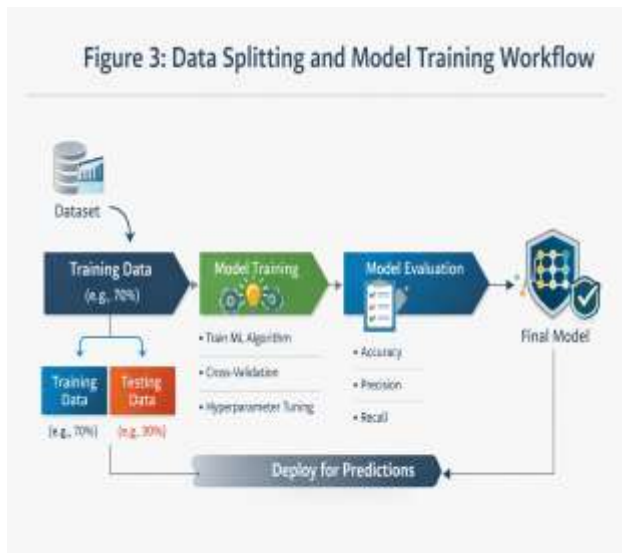 Figure 3: Data Splitting and Model Training Workflow
Dataset
Training Data
(e.g., 70%)
Model Training
• Train ML Algorithm
• Cross-Validation
• Hyperparameter Tuning
Model Evaluation
• Accuracy
• Precision
• Recall
Final Model
Training
Data
(e.g., 70%)
Testing
Data
(e.g., 30%)
Deploy for Predictions